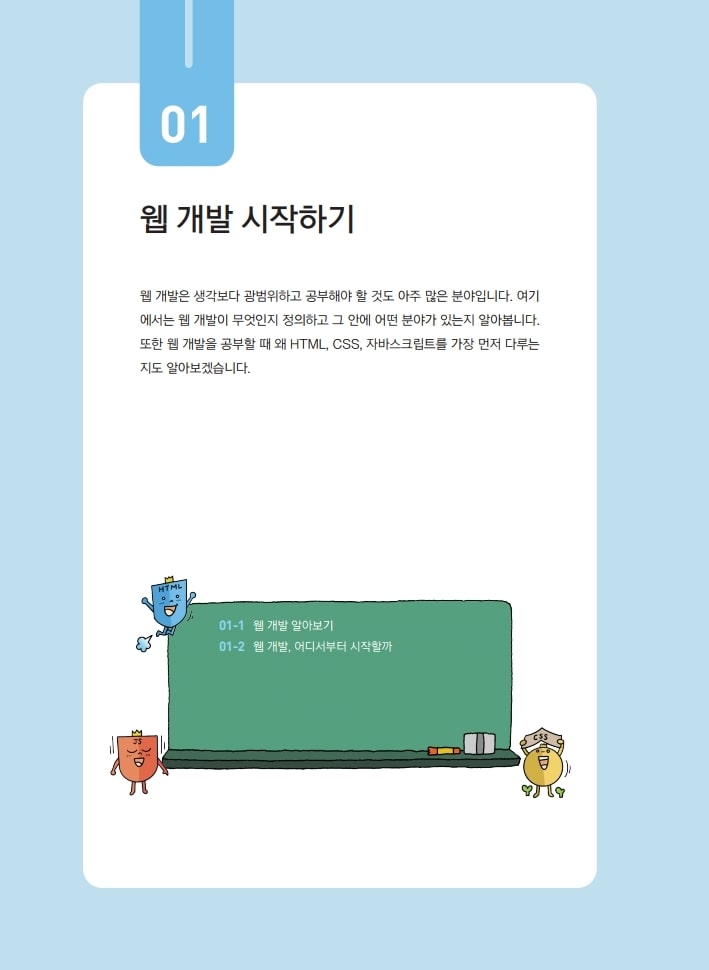 01
웹 개발 시작하기
웹 개발은 생각보다 광범위하고 공부해야 할 것도 아주 많은 분야입니다. 여기
에서는 웹 개발이 무엇인지 정의하고 그 안에 어떤 분야가 있는지 알아봅니다.
또한 웹 개발을 공부할 때 왜 HTML, CSS, 자바스크립트를 가장 먼저 다루는
지도 알아보겠습니다.
HTML
01-1 웹 개발 알아보기
01-2 웹 개발, 어디서부터 시작할까
JS
CSS